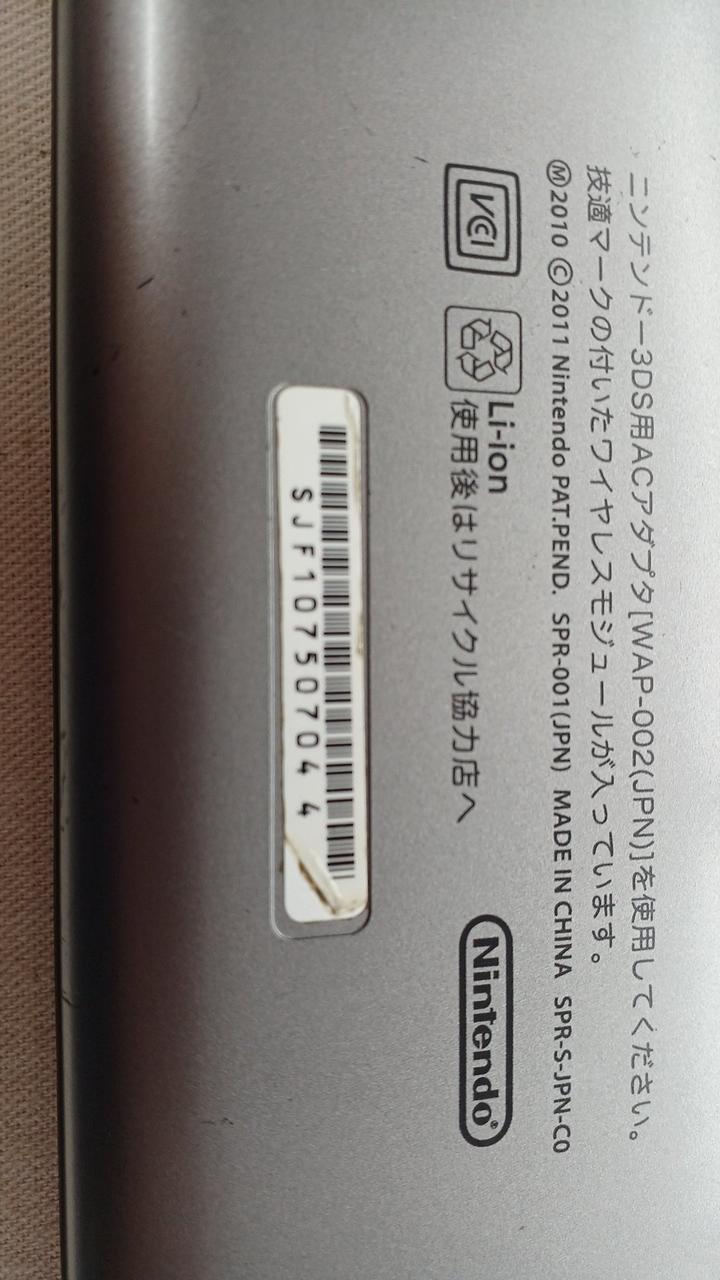 ニンテンドー3DS用ACアダプタ[WAP-002(JPN)]を使用してください。
技適マークの付いたワイヤレスモジュールが入っています。
Ⓜ2010 ©2011 Nintendo PAT.PEND. SPR-001(JPN) MADE IN CHINA SPR-S-JPN-C0
VCCI
Li-ion
使用後はリサイクル協力店へ
Nintendo®
SJF107507044